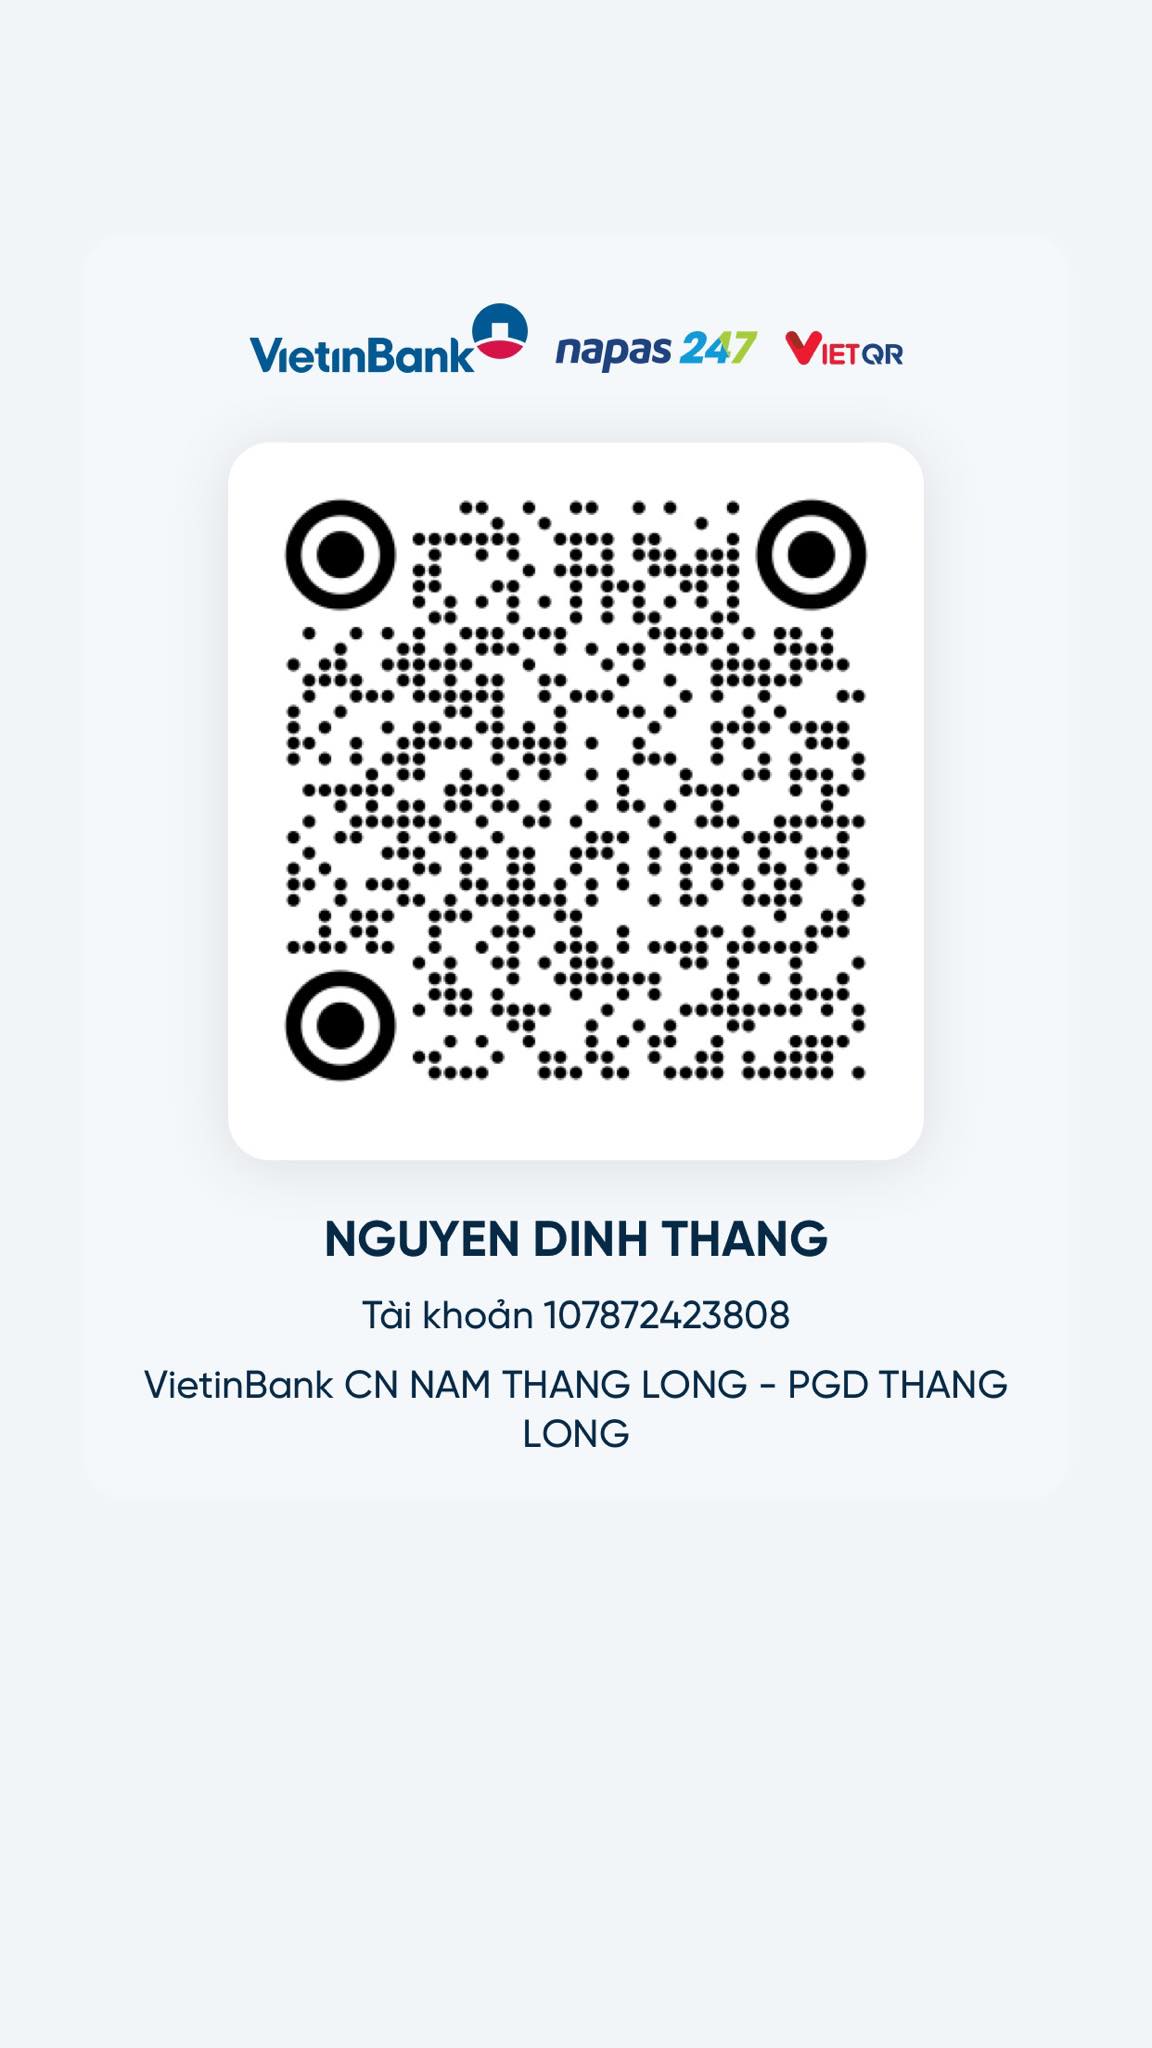 VietinBank napas 247 VIETQR
NGUYEN DINH THANG
Tài khoản 107872423808
VietinBank CN NAM THANG LONG - PGD THANG
LONG